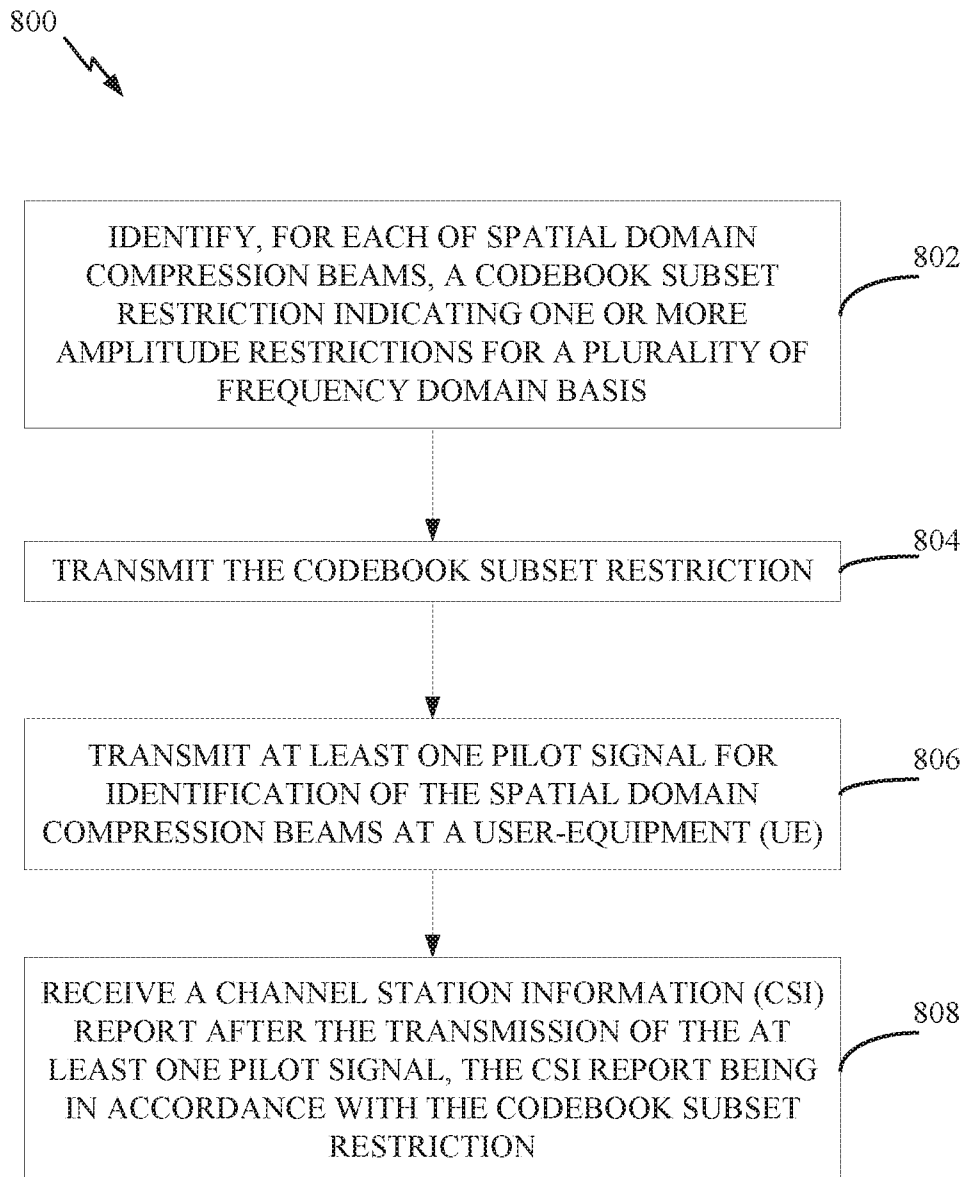 800
IDENTIFY, FOR EACH OF SPATIAL DOMAIN
COMPRESSION BEAMS, A CODEBOOK SUBSET
RESTRICTION INDICATING ONE OR MORE
AMPLITUDE RESTRICTIONS FOR A PLURALITY OF
FREQUENCY DOMAIN BASIS
802
TRANSMIT THE CODEBOOK SUBSET RESTRICTION
804
TRANSMIT AT LEAST ONE PILOT SIGNAL FOR
IDENTIFICATION OF THE SPATIAL DOMAIN
COMPRESSION BEAMS AT A USER-EQUIPMENT (UE)
806
RECEIVE A CHANNEL STATION INFORMATION (CSI)
REPORT AFTER THE TRANSMISSION OF THE AT
LEAST ONE PILOT SIGNAL, THE CSI REPORT BEING
IN ACCORDANCE WITH THE CODEBOOK SUBSET
RESTRICTION
808